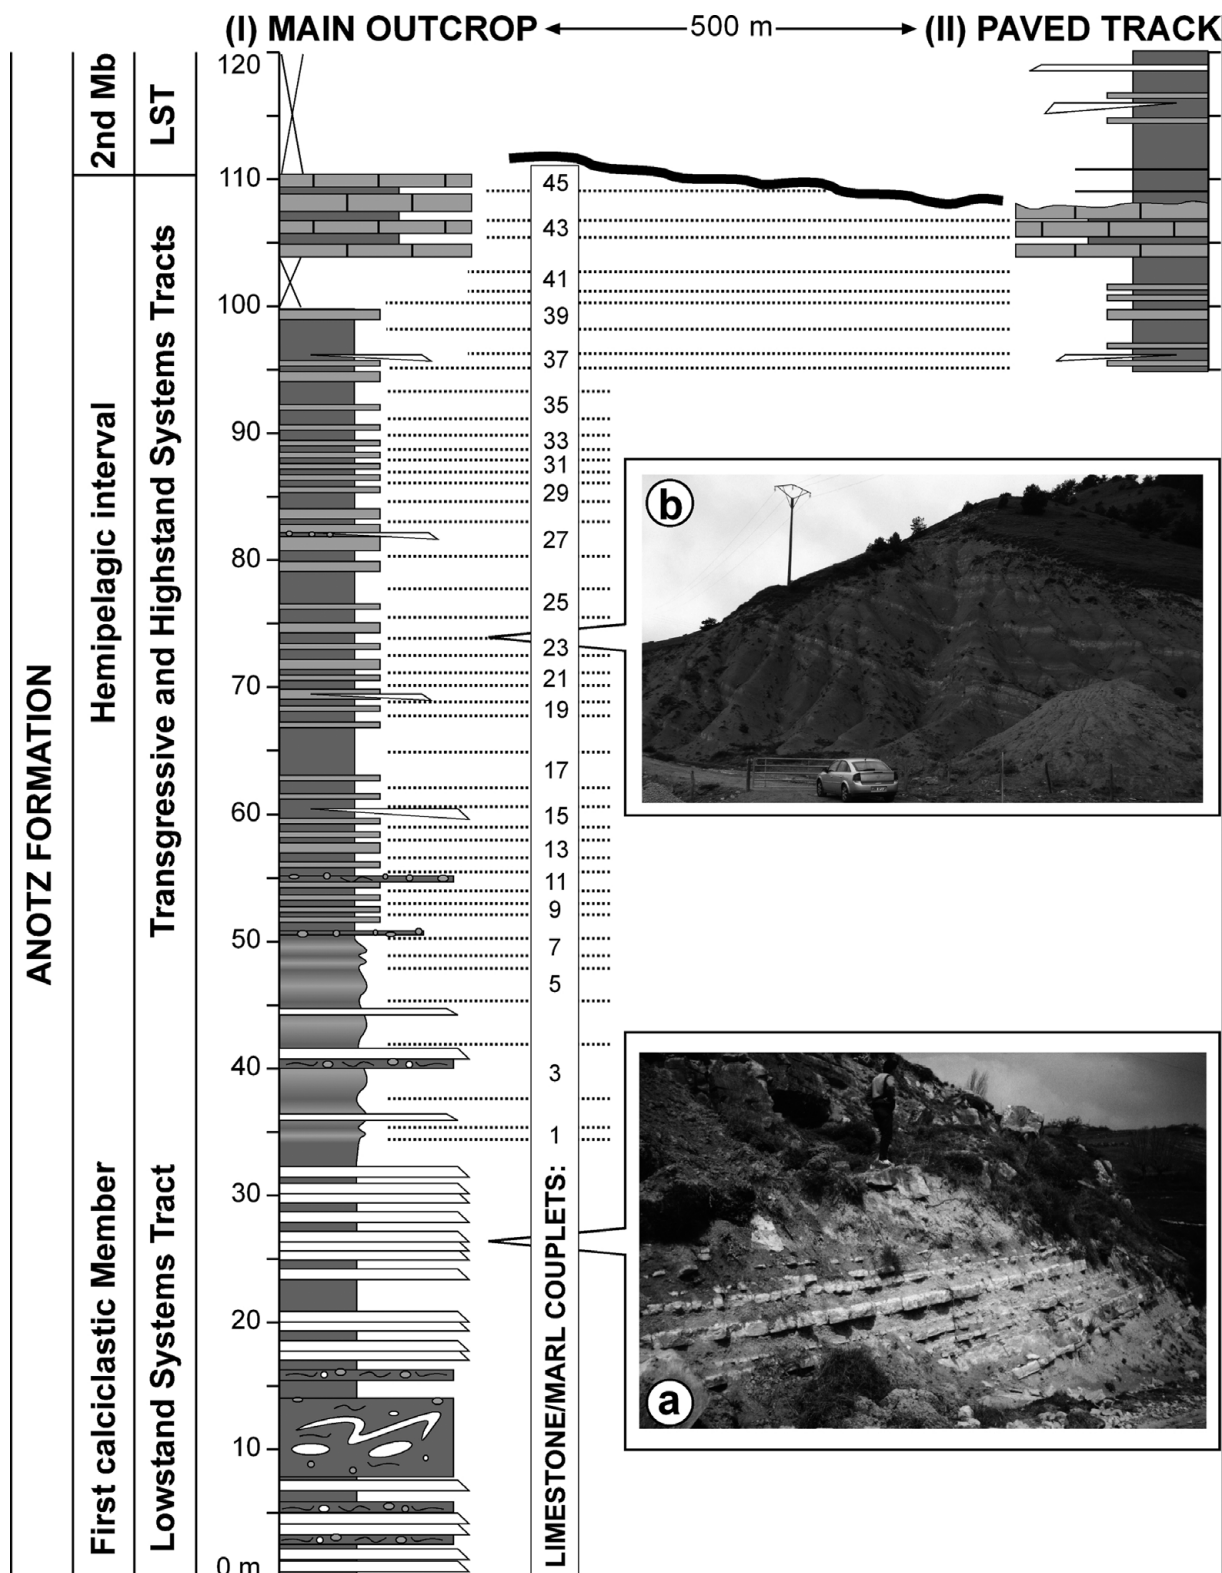 (I) MAIN OUTCROP
500 m
(II) PAVED TRACK
ANOTZ FORMATION
First calciclastic Member
Hemipelagic interval
2nd Mb
Lowstand Systems Tract
Transgressive and Highstand Systems Tracts
LST
120
110
100
90
80
70
60
50
40
30
20
10
0 m
45
43
41
39
37
35
33
31
29
27
25
23
21
19
17
15
13
11
9
7
5
3
1
LIMESTONE/MARL COUPLETS:
b
a